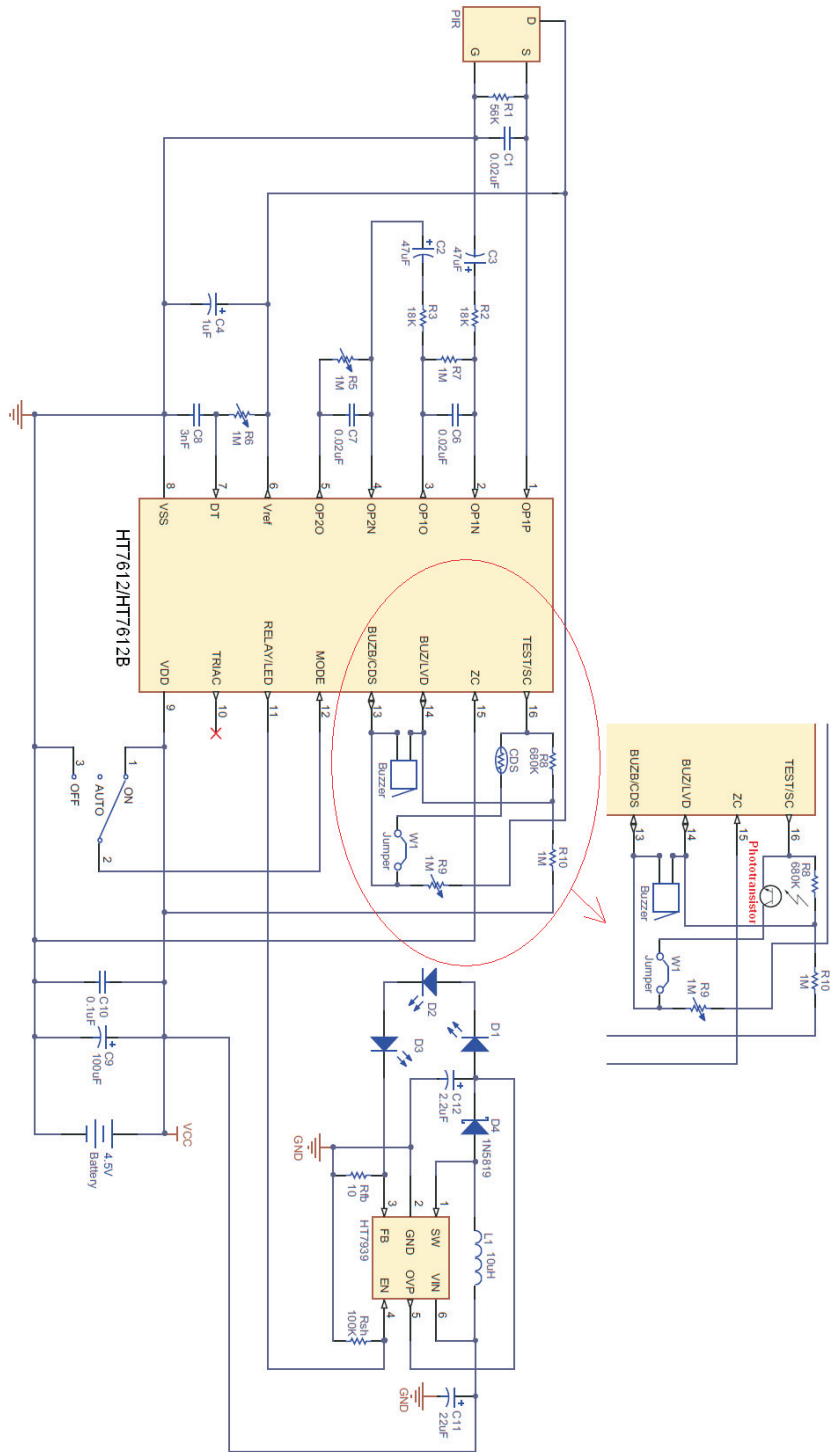 PIR
D
S
G
R1
56K
C1
0.02uF
C2
47uF
C3
47uF
R3
18K
R2
18K
C4
1uF
R5
1M
R7
1M
R6
1M
C8
3nF
C7
0.02uF
C6
0.02uF
8
7
6
5
4
3
2
1
VSS
DT
Vref
OP2O
OP2N
OP1O
OP1N
OP1P
HT7612/HT7612B
VDD
TRIAC
RELAY/LED
MODE
BUZB/CDS
BUZ/LVD
ZC
TEST/SC
9
10
11
12
13
14
15
16
R8
680K
CDS
Buzzer
W1
Jumper
R9
1M
R10
1M
1
ON
AUTO
3
OFF
2
TEST/SC
ZC
BUZ/LVD
BUZB/CDS
16
15
14
13
R8
680K
Phototransistor
Buzzer
W1
Jumper
R9
1M
R10
1M
C10
0.1uF
C9
100uF
VCC
4.5V
Battery
D2
D1
D3
C12
2.2uF
D4
1N5819
GND
Rfb
10
3
2
1
FB
GND
SW
HT7939
EN
OVP
VIN
4
5
6
L1
10uH
Rsh
100K
GND
C11
22uF